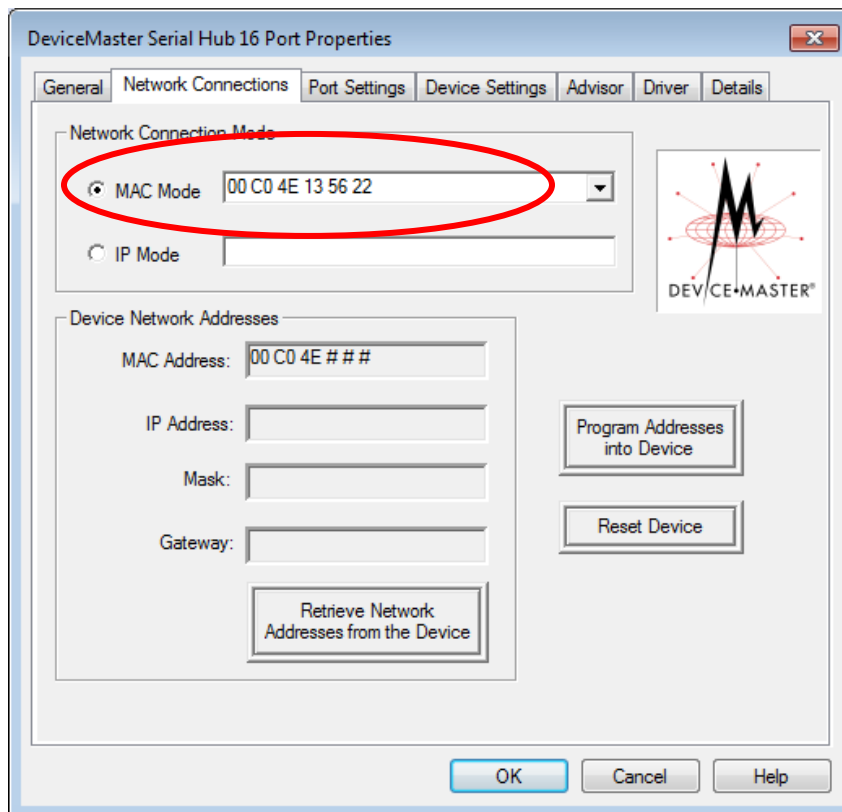 DeviceMaster Serial Hub 16 Port Properties
General Network Connections Port Settings Device Settings Advisor Driver Details
Network Connection Mode
MAC Mode 00 C0 4E 13 56 22
IP Mode
DEVICE•MASTER®
Device Network Addresses
MAC Address: 00 C0 4E # # #
IP Address:
Mask:
Gateway:
Program Addresses
into Device
Reset Device
Retrieve Network
Addresses from the Device
OK Cancel Help